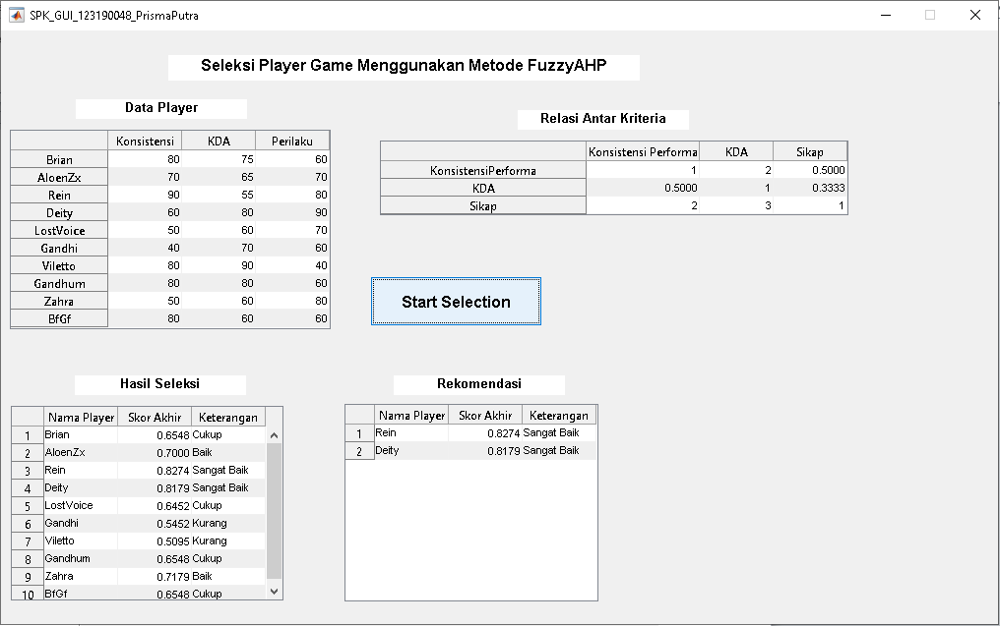 SPK_GUI_123190048_PrismaPutra
Seleksi Player Game Menggunakan Metode FuzzyAHP
Data Player
Konsistensi KDA Perilaku
Brian 80 75 60
AloenZx 70 65 70
Rein 90 55 80
Deity 60 80 90
LostVoice 50 60 70
Gandhi 40 70 60
Viletto 80 90 40
Gandhum 80 80 60
Zahra 50 60 80
BfGf 80 60 60
Relasi Antar Kriteria
Konsistensi Performa KDA Sikap
KonsistensiPerforma 1 2 0.5000
KDA 0.5000 1 0.3333
Sikap 2 3 1
Start Selection
Hasil Seleksi
Nama Player Skor Akhir Keterangan
1 Brian 0.6548 Cukup
2 AloenZx 0.7000 Baik
3 Rein 0.8274 Sangat Baik
4 Deity 0.8179 Sangat Baik
5 LostVoice 0.6452 Cukup
6 Gandhi 0.5452 Kurang
7 Viletto 0.5095 Kurang
8 Gandhum 0.6548 Cukup
9 Zahra 0.7179 Baik
10 BfGf 0.6548 Cukup
Rekomendasi
Nama Player Skor Akhir Keterangan
1 Rein 0.8274 Sangat Baik
2 Deity 0.8179 Sangat Baik